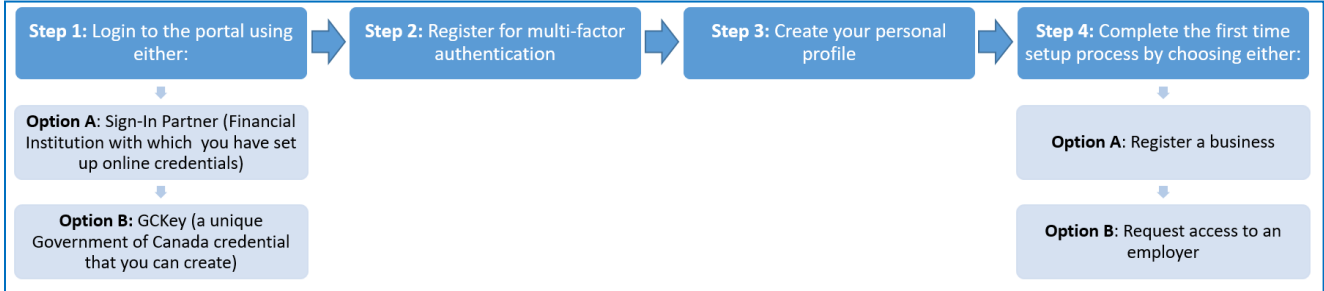 Step 1: Login to the portal using
either:
Option A: Sign-In Partner (Financial
Institution with which you have set
up online credentials)
Option B: GCKey (a unique
Government of Canada credential
that you can create)
Step 2: Register for multi-factor
authentication
Step 3: Create your personal
profile
Step 4: Complete the first time
setup process by choosing either:
Option A: Register a business
Option B: Request access to an
employer